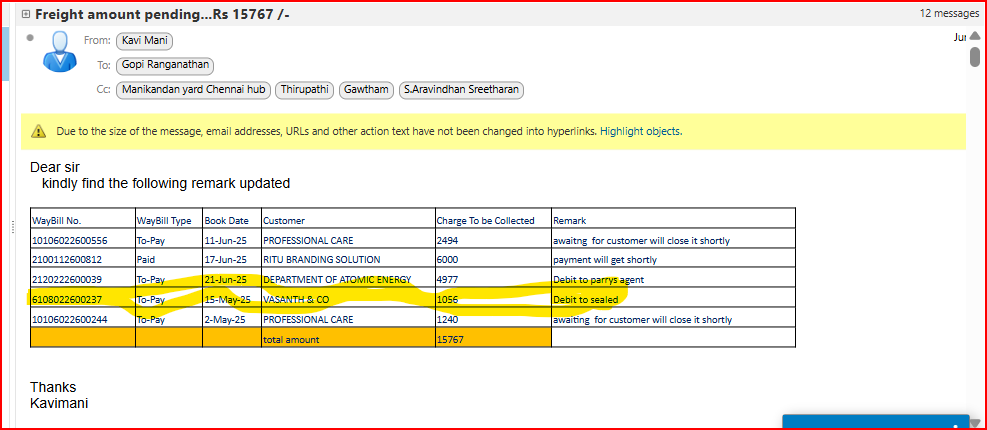 Freight amount pending...Rs 15767 /- 12 messages
From: Kavi Mani
To: Gopi Ranganathan
Cc: Manikandan yard Chennai hub Thirupathi Gawtham S.Aravindhan Sreetharan
Due to the size of the message, email addresses, URLs and other action text have not been changed into hyperlinks. Highlight objects.
Dear sir
kindly find the following remark updated
WayBill No. WayBill Type Book Date Customer Charge To be Collected Remark
10106022600556 To-Pay 11-Jun-25 PROFESSIONAL CARE 2494 awaitng for customer will close it shortly
2100112600812 Paid 17-Jun-25 RITU BRANDING SOLUTION 6000 payment will get shortly
2120222600039 To-Pay 21-Jun-25 DEPARTMENT OF ATOMIC ENERGY 4977 Debit to parrys agent
6108022600237 To-Pay 15-May-25 VASANTH & CO 1056 Debit to sealed
10106022600244 To-Pay 2-May-25 PROFESSIONAL CARE 1240 awaiting for customer will close it shortly
total amount 15767
Thanks
Kavimani